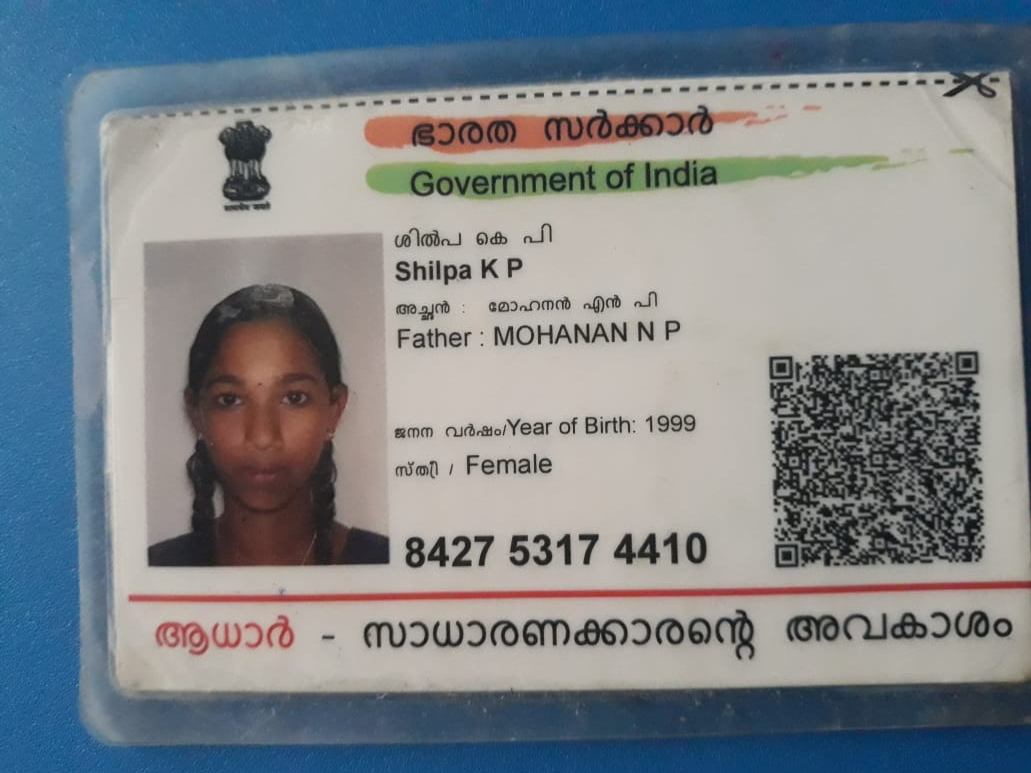 ഭാരത സർക്കാർ
Government of India
ശിൽപ കെ പി
Shilpa K P
അച്ഛൻ : മോഹനൻ എൻ പി
Father : MOHANAN N P
ജനന വർഷം/Year of Birth: 1999
സ്ത്രീ / Female
8427 5317 4410
ആധാർ - സാധാരണക്കാരന്റെ അവകാശം